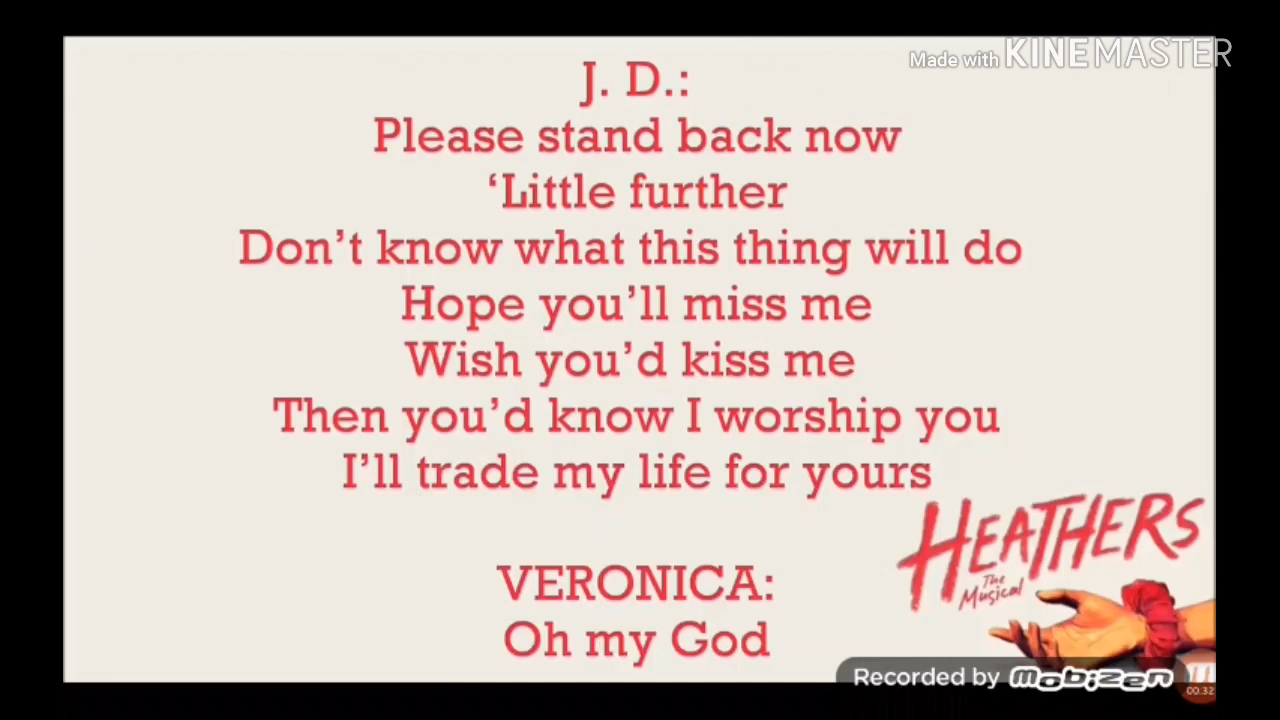 Made with KINEMASTER
J. D.:
Please stand back now
‘Little further
Don’t know what this thing will do
Hope you’ll miss me
Wish you’d kiss me
Then you’d know I worship you
I’ll trade my life for yours
VERONICA:
Oh my God
HEATHERS
The
Musical
Recorded by mobizen
00:32